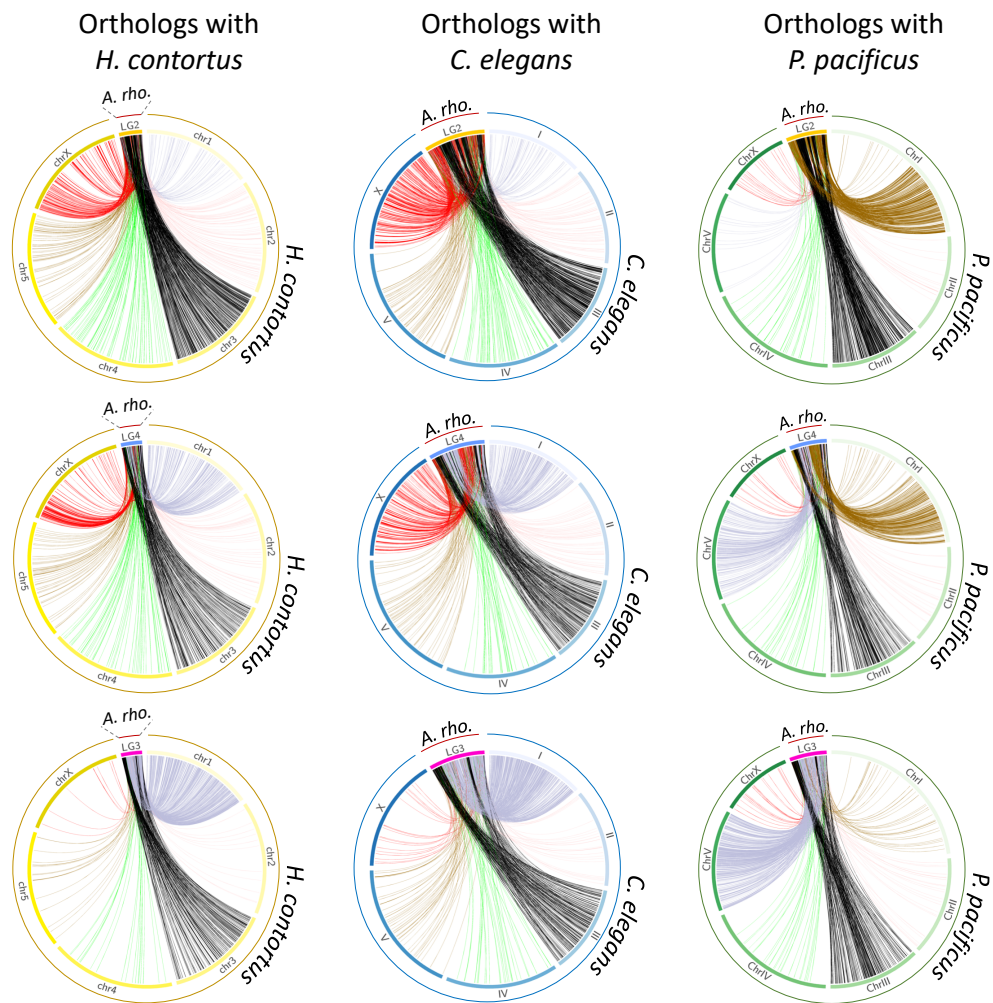 Orthologs with
H. contortus
Orthologs with
C. elegans
Orthologs with
P. pacificus
A. rho.
LG2
chr1
chr2
chr3
chr4
chr5
chrX
H. contortus
A. rho.
LG2
I
II
III
IV
V
X
C. elegans
A. rho.
LG2
ChrI
ChrII
ChrIII
ChrIV
ChrV
ChrX
P. pacificus
A. rho.
LG4
chr1
chr2
chr3
chr4
chr5
chrX
H. contortus
A. rho.
LG4
I
II
III
IV
V
X
C. elegans
A. rho.
LG4
ChrI
ChrII
ChrIII
ChrIV
ChrV
ChrX
P. pacificus
A. rho.
LG3
chr1
chr2
chr3
chr4
chr5
chrX
H. contortus
A. rho.
LG3
I
II
III
IV
V
X
C. elegans
A. rho.
LG3
ChrI
ChrII
ChrIII
ChrIV
ChrV
ChrX
P. pacificus